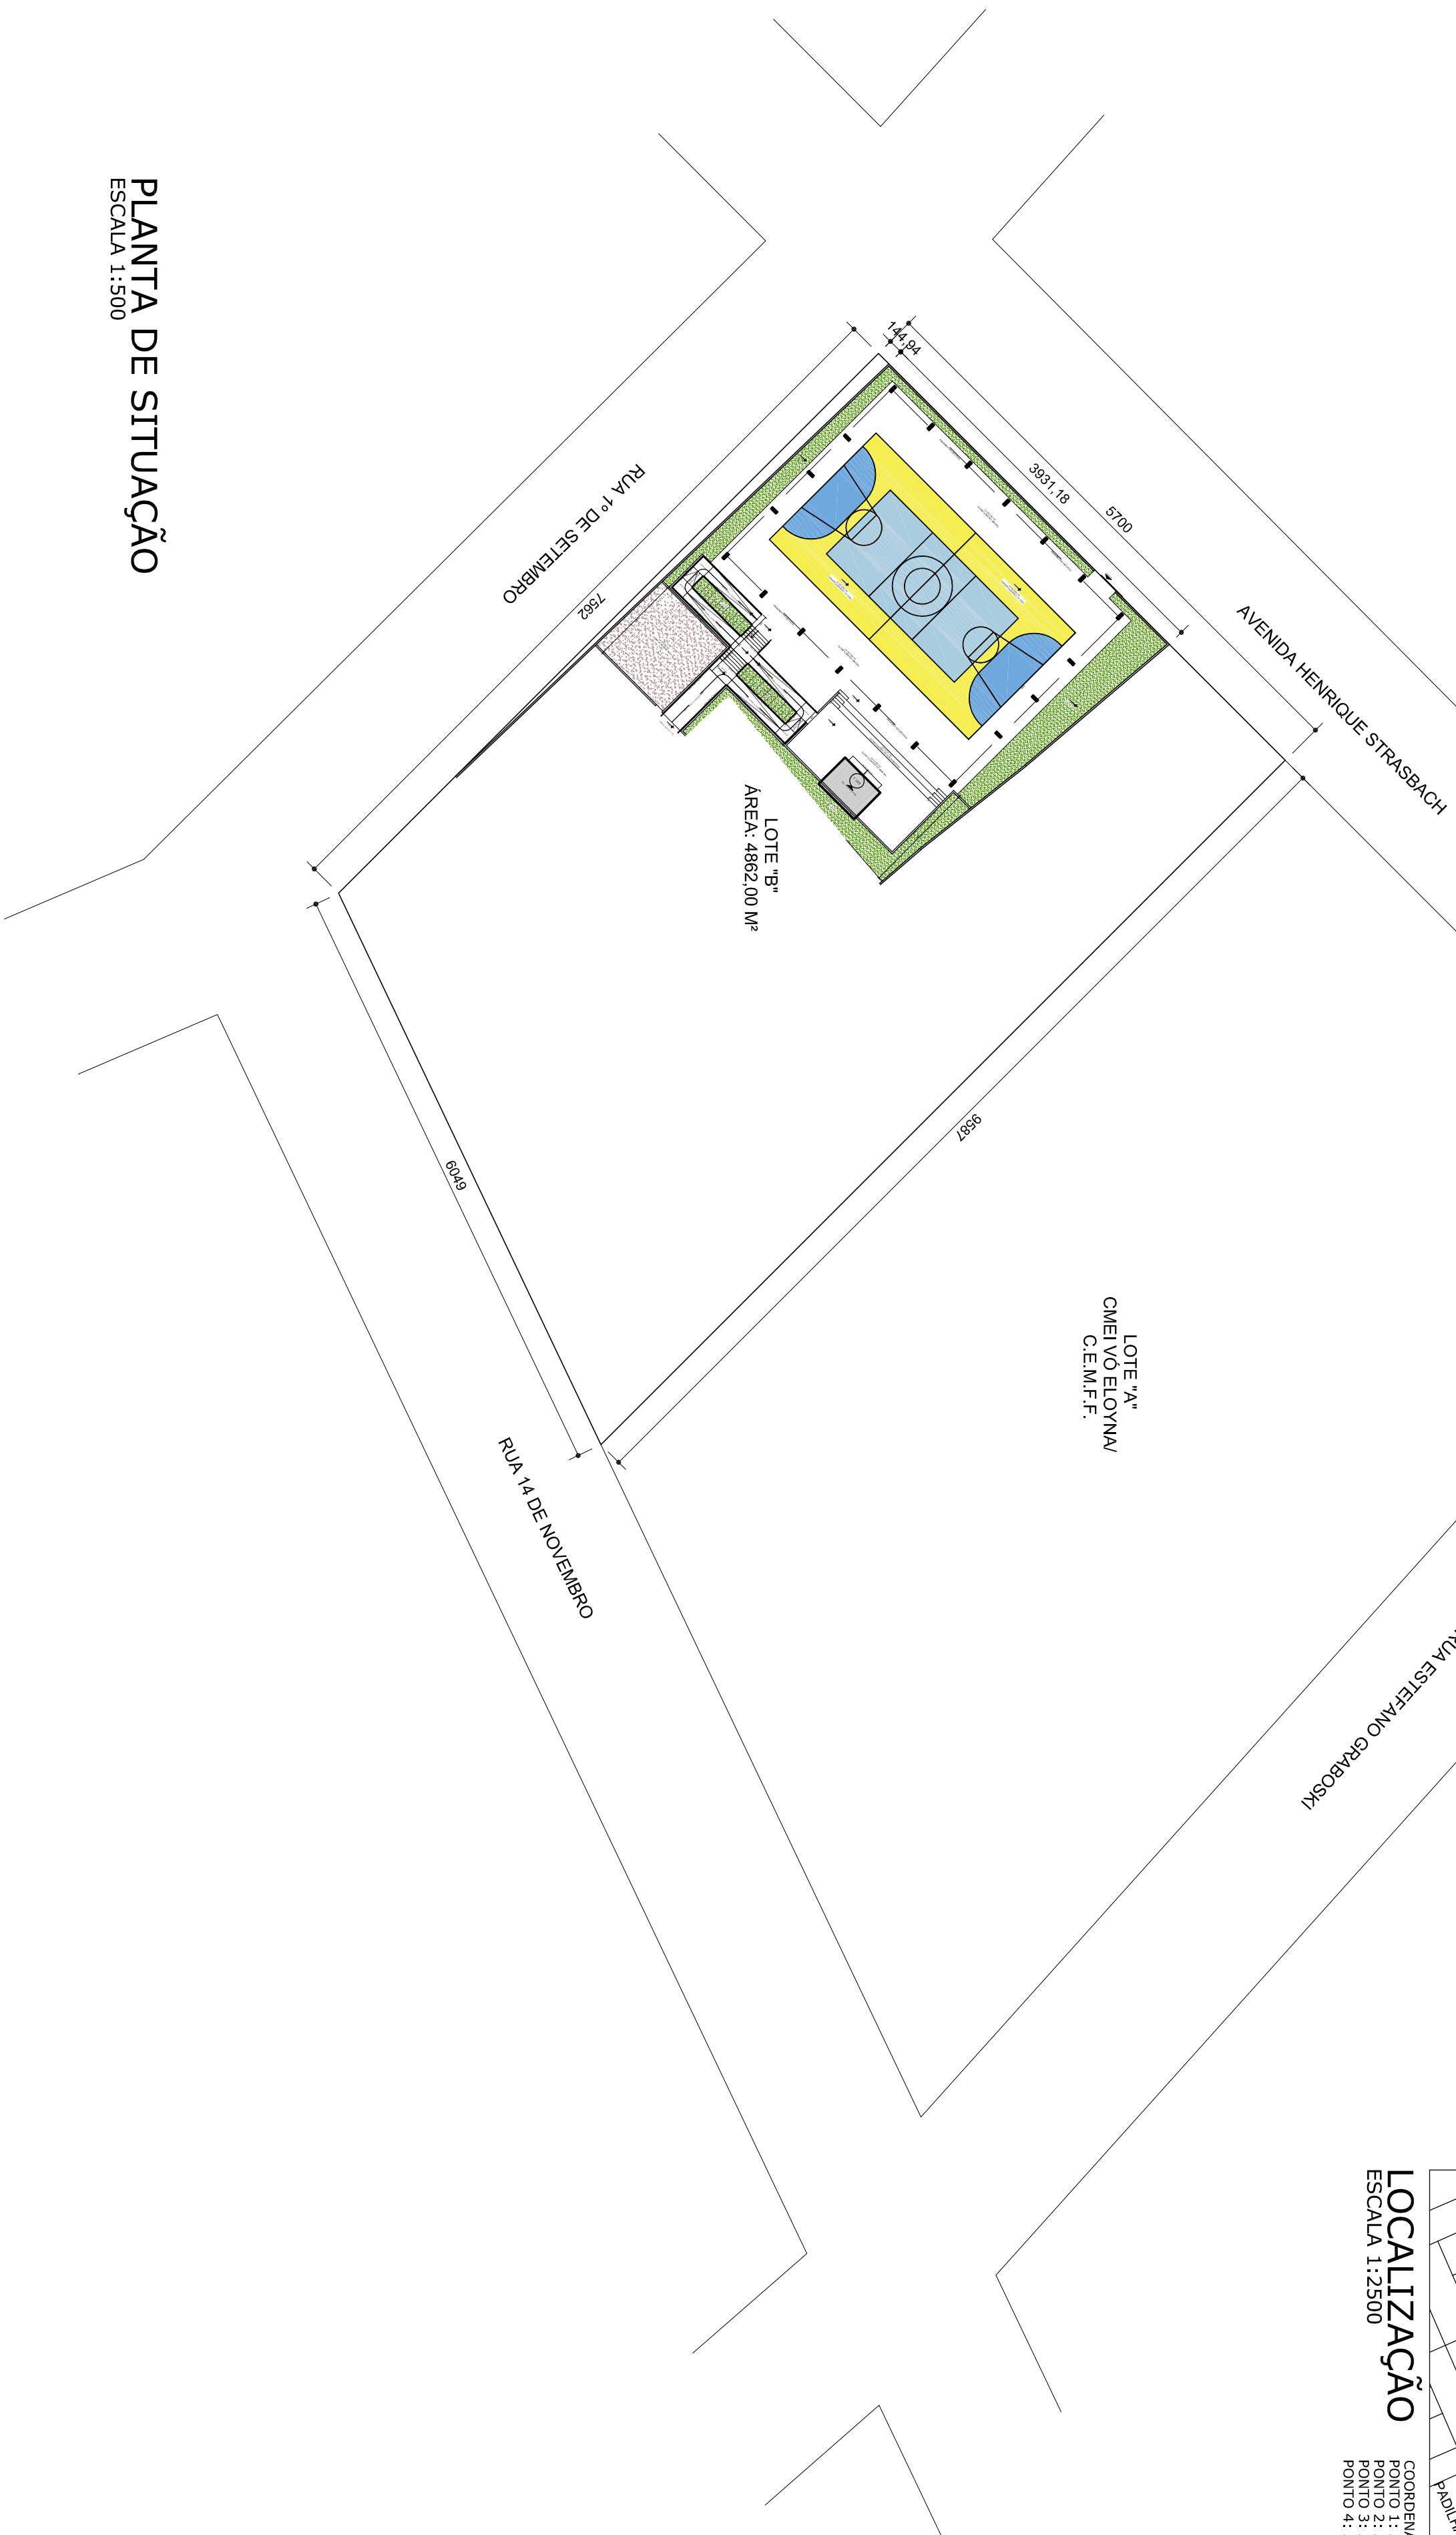 PLANTA DE SITUAÇÃO
ESCALA 1:500
RUA 1º DE SETEMBRO
7562
144,94
3931,18
5700
AVENIDA HENRIQUE STRASBACH
LOTE "B"
ÁREA: 4862,00 M²
9587
6049
LOTE "A"
CMEI VÓ ELOYNA/
C.E.M.F.F.
RUA 14 DE NOVEMBRO
RUA ESTEFANO GRABOSKI
LOCALIZAÇÃO
ESCALA 1:2500
PONTO 1:
PONTO 2:
PONTO 3:
PONTO 4: